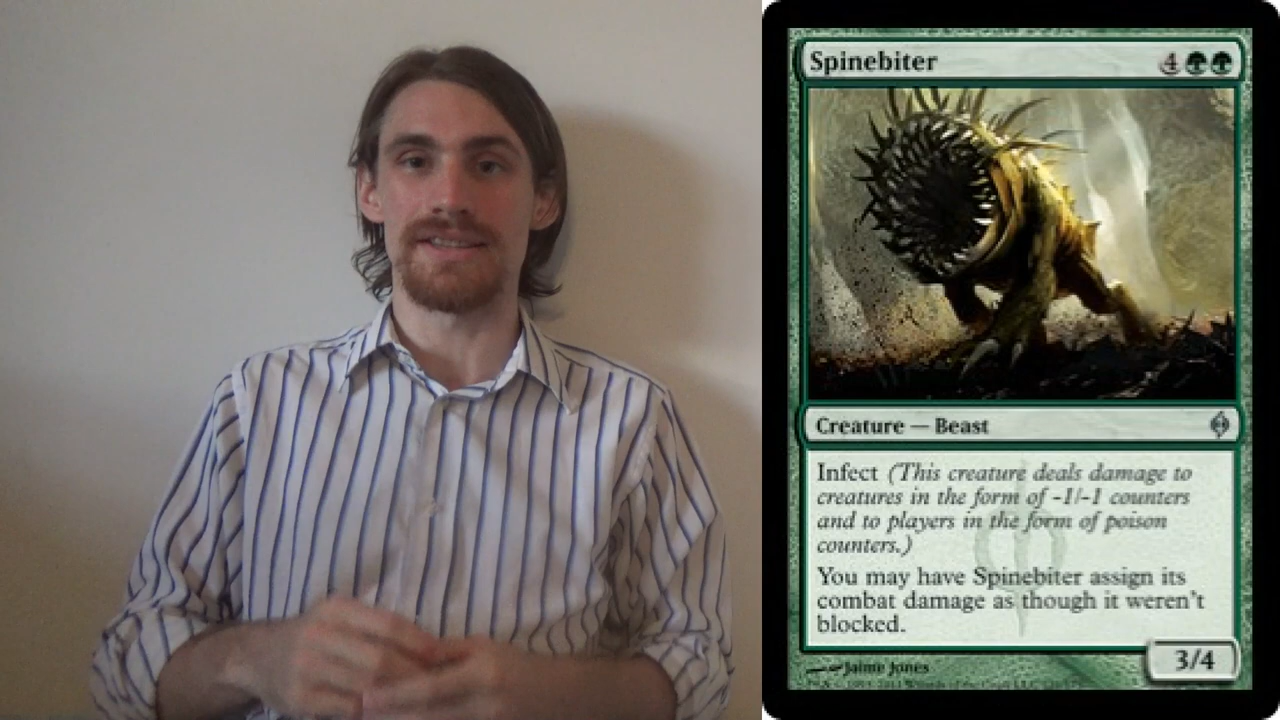 Spinebiter 4
Creature — Beast
Infect (This creature deals damage to
creatures in the form of -1/-1 counters
and to players in the form of poison
counters.)
You may have Spinebiter assign its
combat damage as though it weren't
blocked.
3/4
Jaime Jones